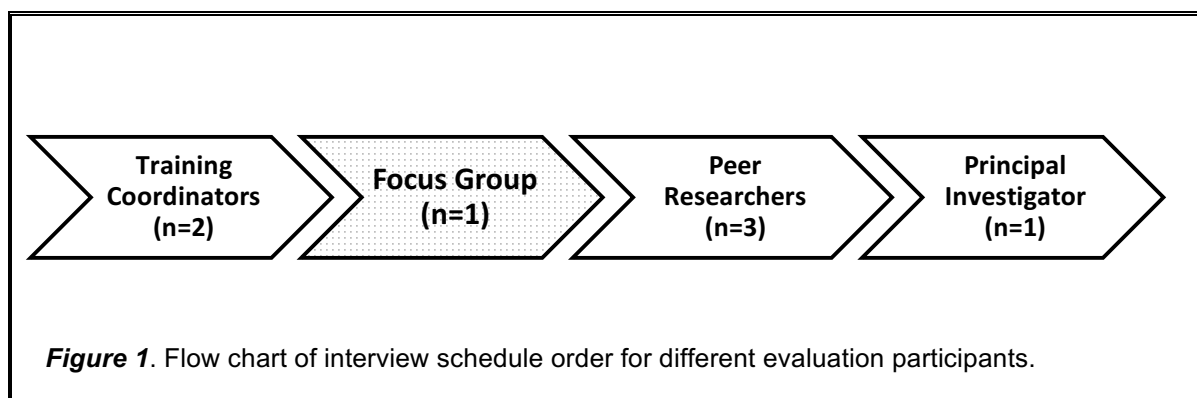 Training
Coordinators
(n=2)
Focus Group
(n=1)
Peer
Researchers
(n=3)
Principal
Investigator
(n=1)
Figure 1. Flow chart of interview schedule order for different evaluation participants.